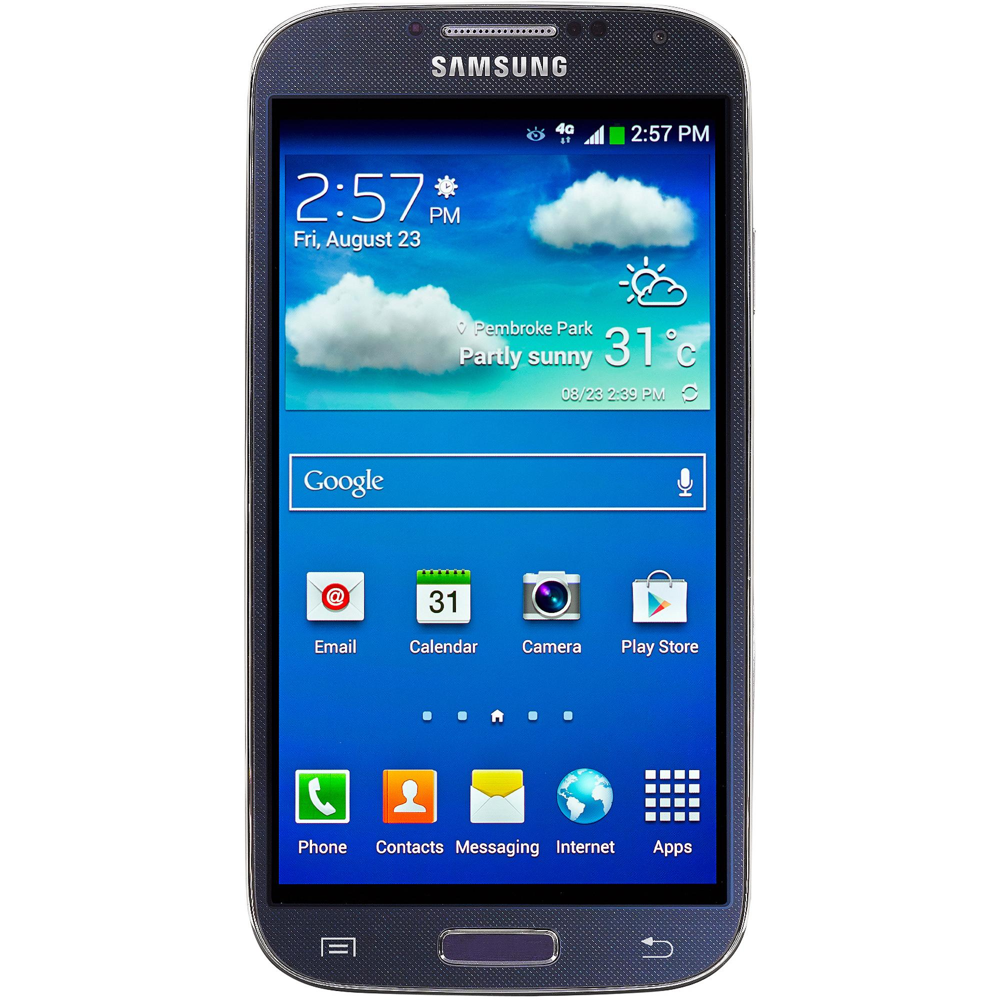 SAMSUNG
4G 2:57 PM
2:57 PM
Fri, August 23
Pembroke Park
Partly sunny 31°c
08/23 2:39 PM
Google
@
31
Email Calendar Camera Play Store
Phone Contacts Messaging Internet Apps